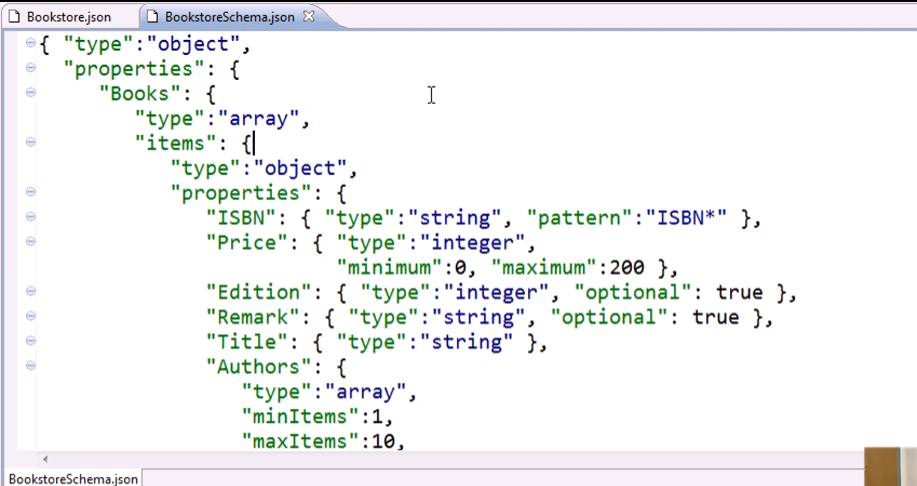 Bookstore.json BookstoreSchema.json
{ "type":"object",
"properties": {
"Books": {
"type":"array",
"items": {
"type":"object",
"properties": {
"ISBN": { "type":"string", "pattern":"ISBN*" },
"Price": { "type":"integer",
"minimum":0, "maximum":200 },
"Edition": { "type":"integer", "optional": true },
"Remark": { "type":"string", "optional": true },
"Title": { "type":"string" },
"Authors": {
"type":"array",
"minItems":1,
"maxItems":10,
BookstoreSchema.json